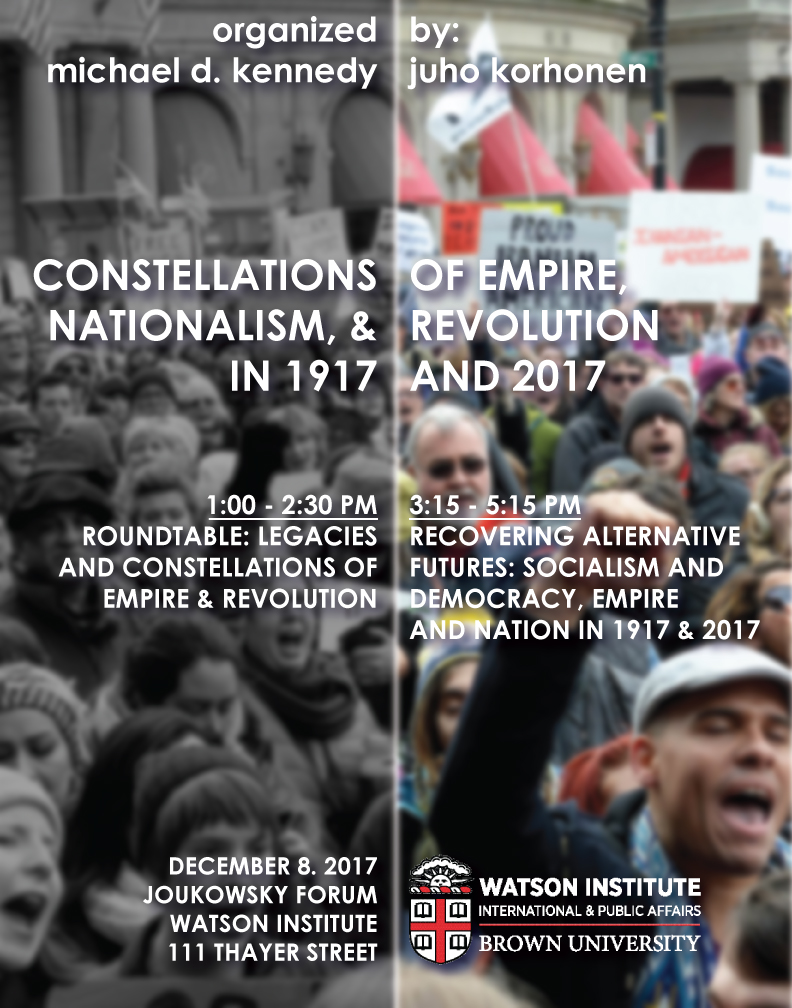 organized by:
michael d. kennedy juho korhonen
PROUD
CONSTELLATIONS OF EMPIRE,
NATIONALISM, & REVOLUTION
IN 1917 AND 2017
1:00 - 2:30 PM
ROUNDTABLE: LEGACIES
AND CONSTELLATIONS OF
EMPIRE & REVOLUTION
3:15 - 5:15 PM
RECOVERING ALTERNATIVE
FUTURES: SOCIALISM AND
DEMOCRACY, EMPIRE
AND NATION IN 1917 & 2017
DECEMBER 8. 2017
JOUKOWSKY FORUM
WATSON INSTITUTE
111 THAYER STREET
WATSON INSTITUTE
INTERNATIONAL & PUBLIC AFFAIRS
BROWN UNIVERSITY